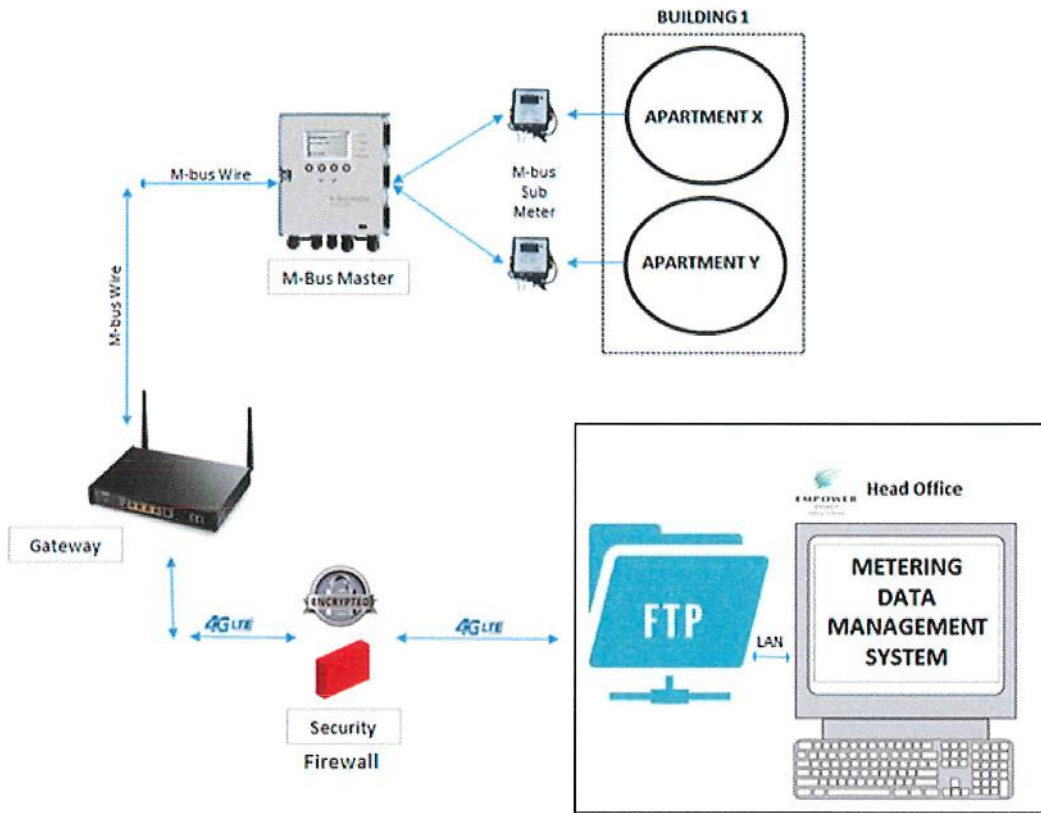 BUILDING 1
APARTMENT X
M-bus Wire
M-bus
Sub
Meter
APARTMENT Y
M-Bus Master
M-bus Wire
Gateway
ENCRYPTED
4G LTE
4G LTE
Security
Firewall
EMPOWER
Head Office
FTP
LAN
METERING
DATA
MANAGEMENT
SYSTEM